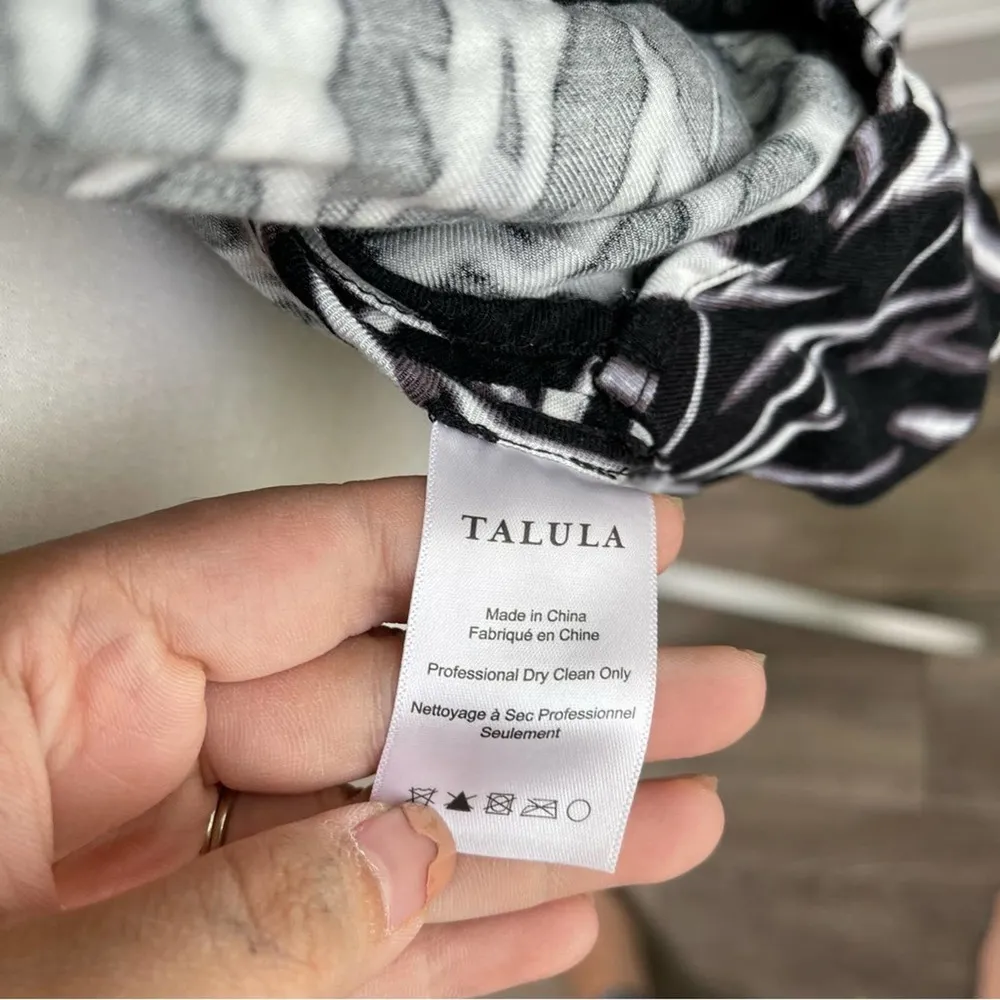 TALULA
Made in China
Fabriqué en Chine
Professional Dry Clean Only
Nettoyage à Sec Professionnel
Seulement